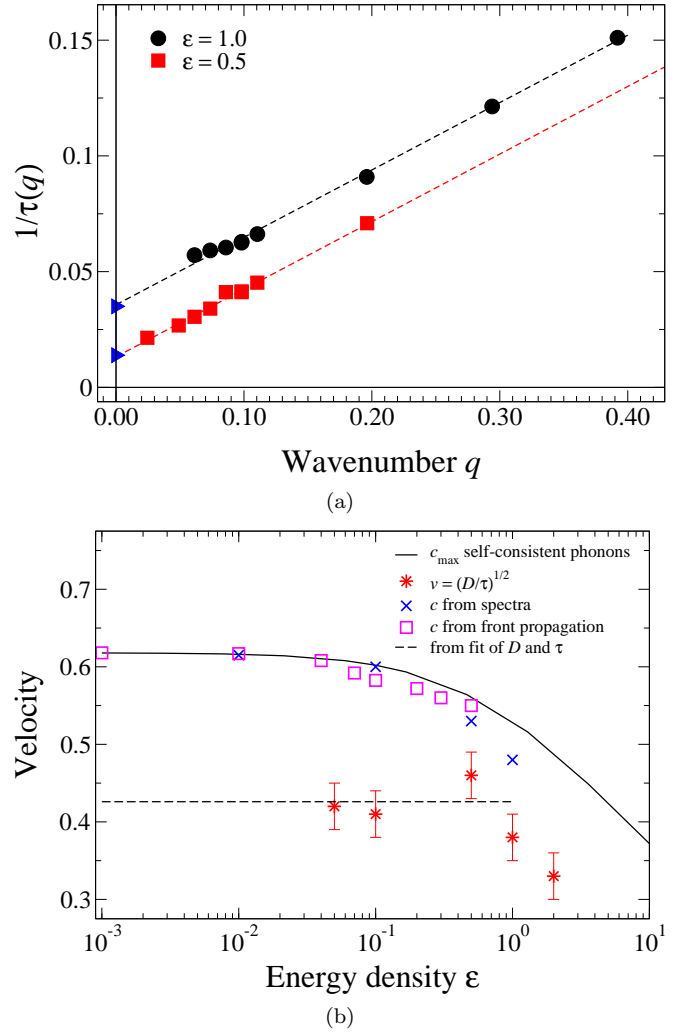 0.15
ε = 1.0
ε = 0.5
0.1
1/τ(q)
0.05
0
0.00 0.10 0.20 0.30 0.40
Wavenumber q
(a)
c_max self-consistent phonons
v = (D/τ)^1/2
c from spectra
c from front propagation
from fit of D and τ
0.7
0.6
0.5
0.4
0.3
Velocity
10^-3 10^-2 10^-1 10^0 10^1
Energy density ε
(b)